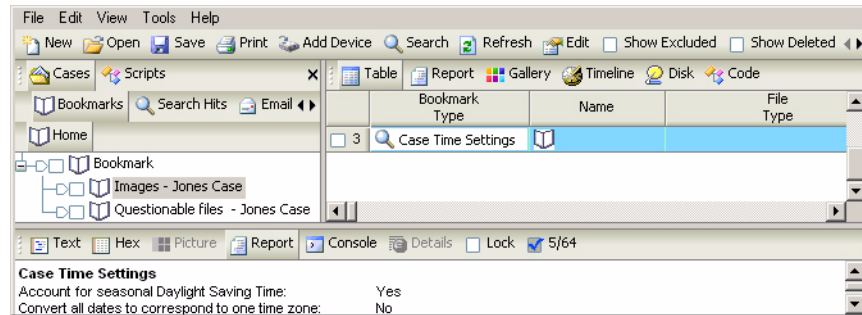 File Edit View Tools Help
New Open Save Print Add Device Search Refresh Edit Show Excluded Show Deleted
Cases Scripts
Table Report Gallery Timeline Disk Code
Bookmarks Search Hits Email
Home
Bookmark Type Name File Type
3 Case Time Settings
Bookmark
Images - Jones Case
Questionable files - Jones Case
Text Hex Picture Report Console Details Lock 5/64
Case Time Settings
Account for seasonal Daylight Saving Time: Yes
Convert all dates to correspond to one time zone: No